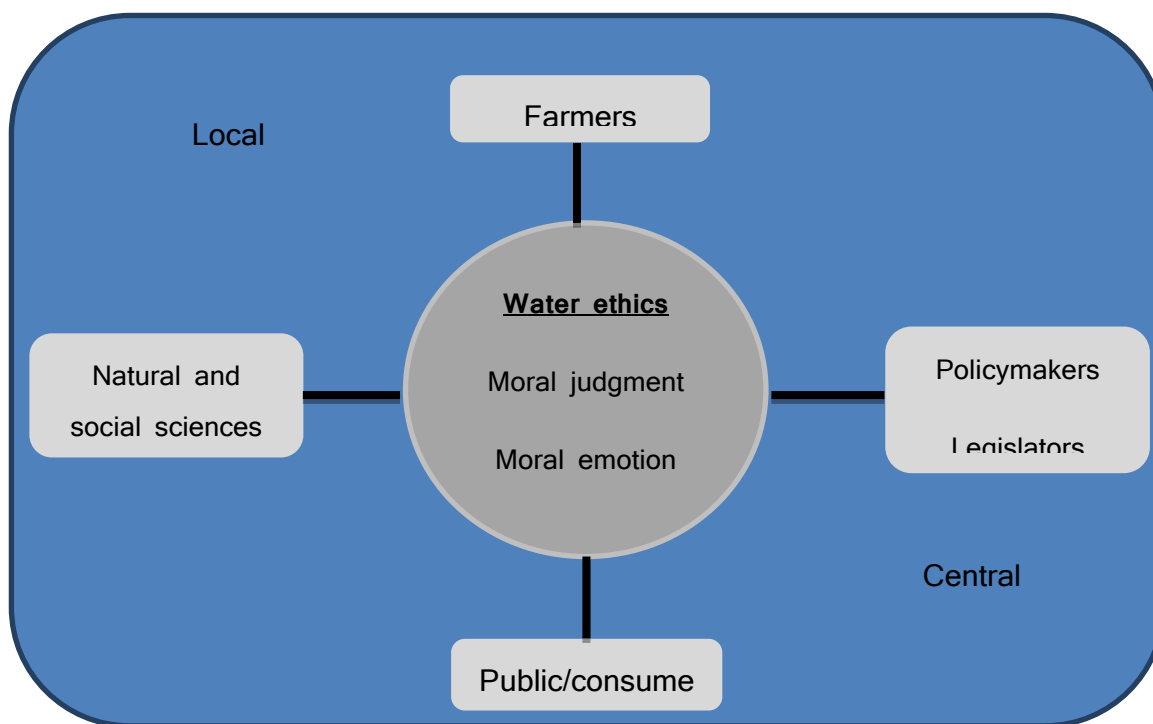 Farmers
Local
Water ethics
Natural and
social sciences
Moral judgment
Moral emotion
Policymakers
Legislators
Central
Public/consume